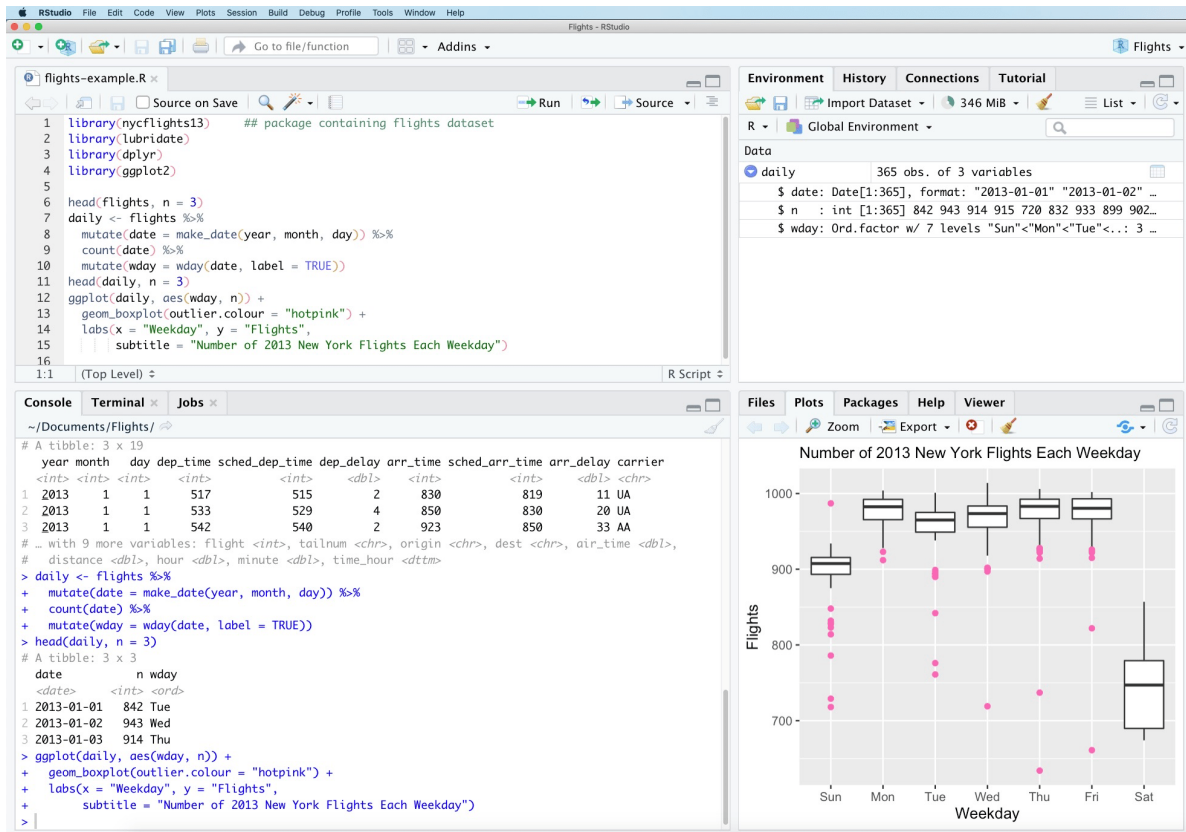 RStudio File Edit Code View Plots Session Build Debug Profile Tools Window Help
Flights - RStudio
Go to file/function Addins Flights
flights-example.R
Source on Save Run Source
1 library(nycflights13) ## package containing flights dataset
2 library(lubridate)
3 library(dplyr)
4 library(ggplot2)
5
6 head(flights, n = 3)
7 daily <- flights %>%
8 mutate(date = make_date(year, month, day)) %>%
9 count(date) %>%
10 mutate(wday = wday(date, label = TRUE))
11 head(daily, n = 3)
12 ggplot(daily, aes(wday, n)) +
13 geom_boxplot(outlier.colour = "hotpink") +
14 labs(x = "Weekday", y = "Flights",
15 subtitle = "Number of 2013 New York Flights Each Weekday")
16
1:1 (Top Level) R Script
Console Terminal Jobs
~/Documents/Flights/
# A tibble: 3 x 19
year month day dep_time sched_dep_time dep_delay arr_time sched_arr_time arr_delay carrier
<int> <int> <int> <int> <int> <dbl> <int> <int> <dbl> <chr>
1 2013 1 1 517 515 2 830 819 11 UA
2 2013 1 1 533 529 4 850 830 20 UA
3 2013 1 1 542 540 2 923 850 33 AA
# … with 9 more variables: flight <int>, tailnum <chr>, origin <chr>, dest <chr>, air_time <dbl>,
# distance <dbl>, hour <dbl>, minute <dbl>, time_hour <dttm>
> daily <- flights %>%
+ mutate(date = make_date(year, month, day)) %>%
+ count(date) %>%
+ mutate(wday = wday(date, label = TRUE))
> head(daily, n = 3)
# A tibble: 3 x 3
date n wday
<date> <int> <ord>
1 2013-01-01 842 Tue
2 2013-01-02 943 Wed
3 2013-01-03 914 Thu
> ggplot(daily, aes(wday, n)) +
+ geom_boxplot(outlier.colour = "hotpink") +
+ labs(x = "Weekday", y = "Flights",
+ subtitle = "Number of 2013 New York Flights Each Weekday")
>
Environment History Connections Tutorial
Import Dataset 346 MiB List
R Global Environment
Data
daily 365 obs. of 3 variables
$ date: Date[1:365], format: "2013-01-01" "2013-01-02" …
$ n : int [1:365] 842 943 914 915 720 832 933 899 902…
$ wday: Ord.factor w/ 7 levels "Sun"<"Mon"<"Tue"<..: 3 …
Files Plots Packages Help Viewer
Zoom Export
Number of 2013 New York Flights Each Weekday
1000
900
800
700
Flights
Sun Mon Tue Wed Thu Fri Sat
Weekday